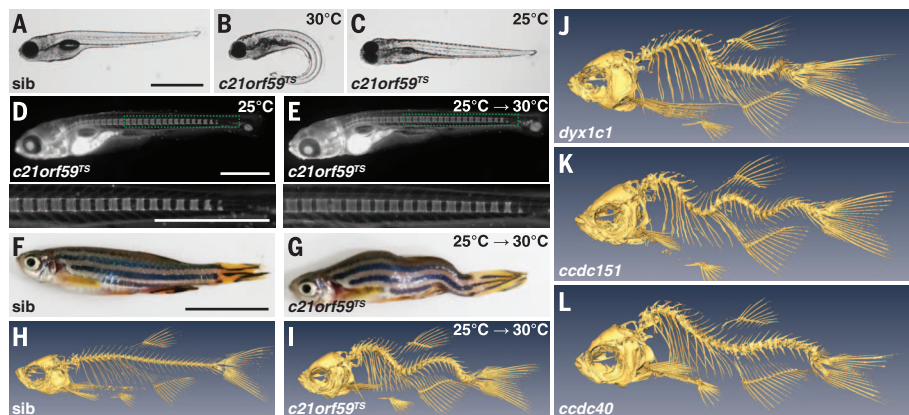 A
sib
B
30°C
c21orf59TS
C
25°C
c21orf59TS
D
25°C
c21orf59TS
E
25°C → 30°C
c21orf59TS
F
sib
G
25°C → 30°C
c21orf59TS
H
sib
I
25°C → 30°C
c21orf59TS
J
dyx1c1
K
ccdc151
L
ccdc40